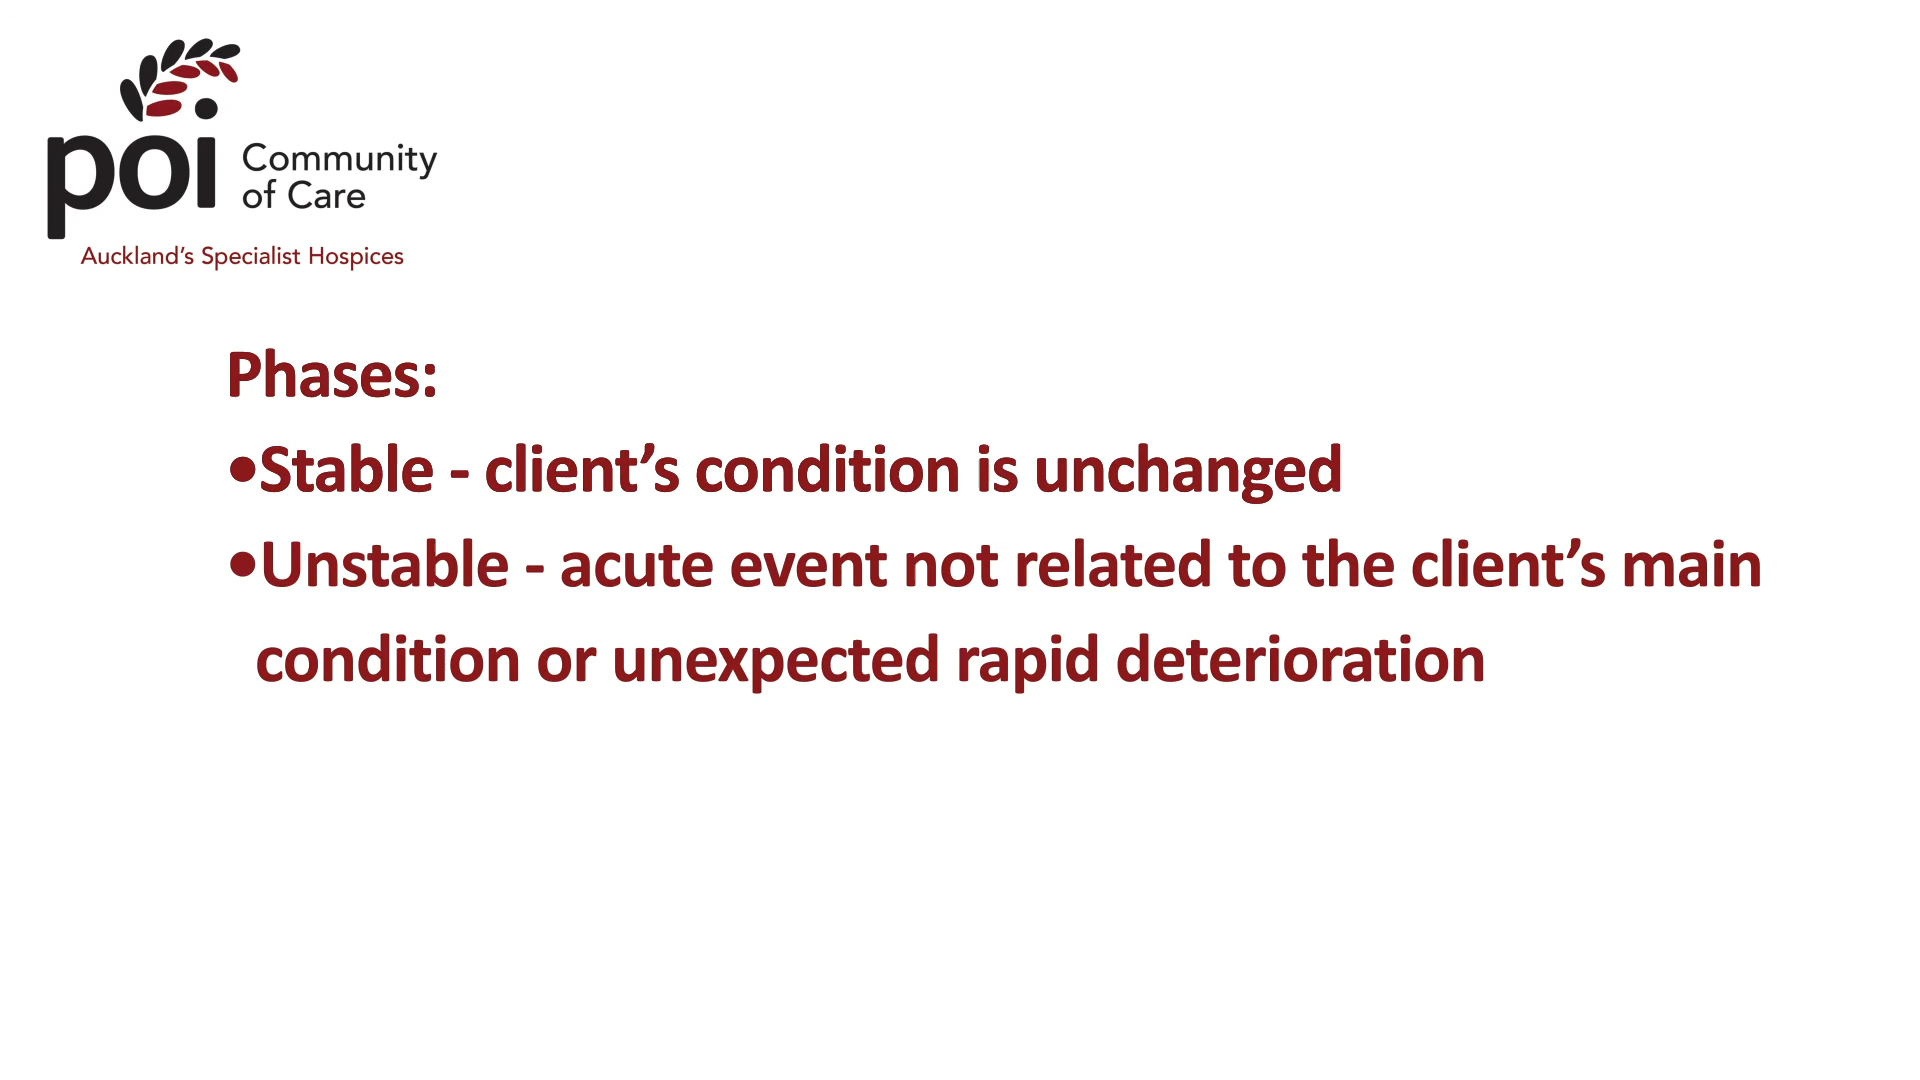 poi Community
of Care
Auckland’s Specialist Hospices
Phases:
•Stable - client’s condition is unchanged
•Unstable - acute event not related to the client’s main
condition or unexpected rapid deterioration